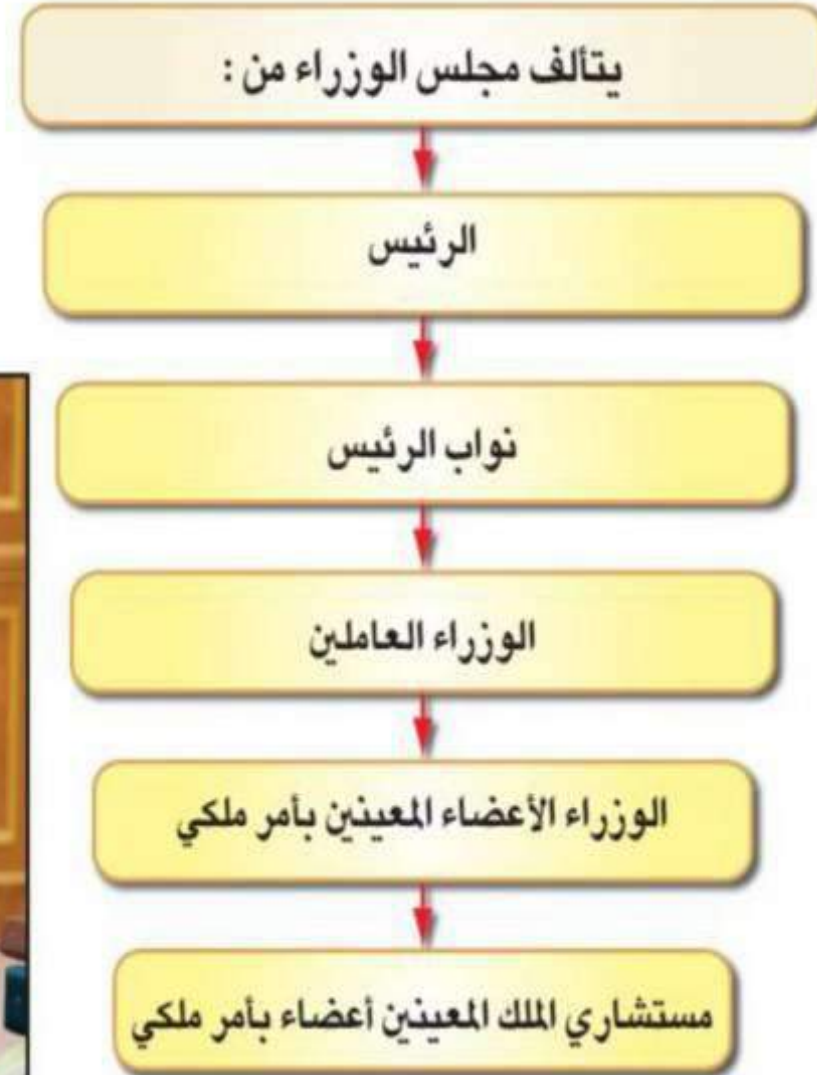 يتألف مجلس الوزراء من :
الرئيس
نواب الرئيس
الوزراء العاملين
الوزراء الأعضاء المعينين بأمر ملكي
مستشاري الملك المعينين أعضاء بأمر ملكي